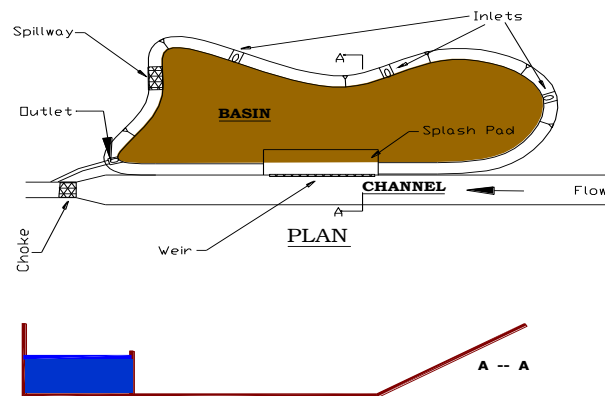 Inlets
Spillway
A
Outlet
BASIN
Splash Pad
CHANNEL
Flow
A
PLAN
Weir
Choke
A -- A